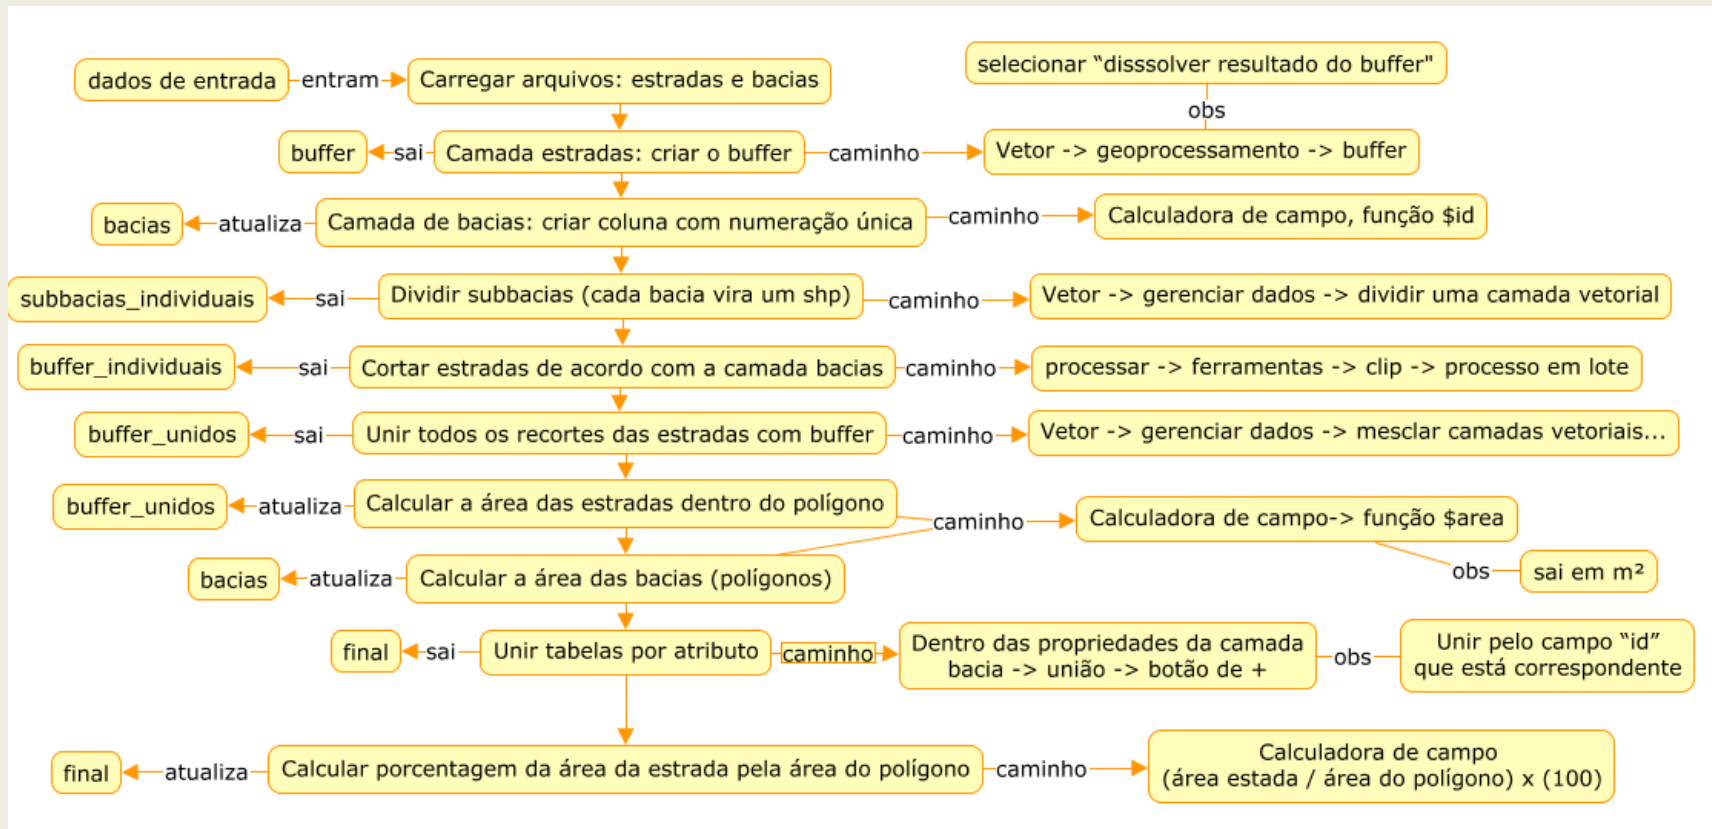 dados de entrada
entram
Carregar arquivos: estradas e bacias
selecionar “disssolver resultado do buffer"
obs
buffer
sai
Camada estradas: criar o buffer
caminho
Vetor -> geoprocessamento -> buffer
bacias
atualiza
Camada de bacias: criar coluna com numeração única
caminho
Calculadora de campo, função $id
subbacias_individuais
sai
Dividir subbacias (cada bacia vira um shp)
caminho
Vetor -> gerenciar dados -> dividir uma camada vetorial
buffer_individuais
sai
Cortar estradas de acordo com a camada bacias
caminho
processar -> ferramentas -> clip -> processo em lote
buffer_unidos
sai
Unir todos os recortes das estradas com buffer
caminho
Vetor -> gerenciar dados -> mesclar camadas vetoriais...
buffer_unidos
atualiza
Calcular a área das estradas dentro do polígono
caminho
Calculadora de campo-> função $area
bacias
atualiza
Calcular a área das bacias (polígonos)
obs
sai em m²
final
sai
Unir tabelas por atributo
caminho
Dentro das propriedades da camada
bacia -> união -> botão de +
obs
Unir pelo campo “id”
que está correspondente
final
atualiza
Calcular porcentagem da área da estrada pela área do polígono
caminho
Calculadora de campo
(área estada / área do polígono) x (100)